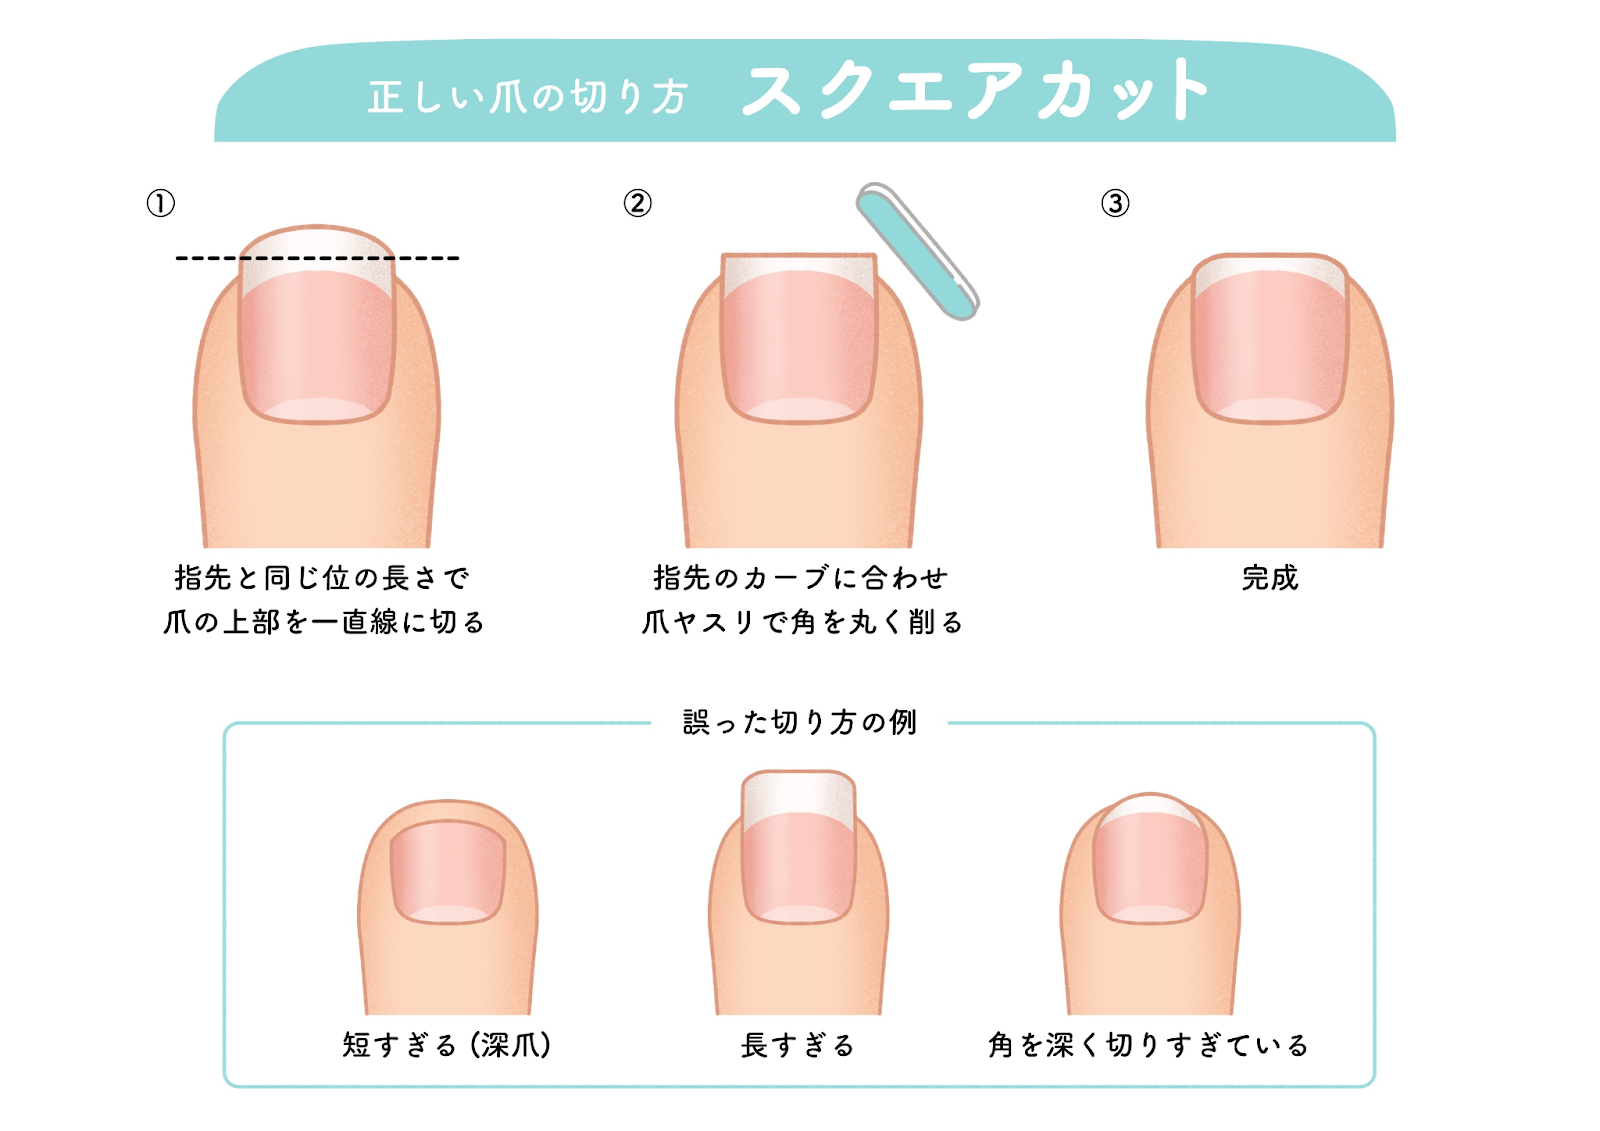 正しい爪の切り方 スクエアカット
①
②
③
指先と同じ位の長さで
爪の上部を一直線に切る
指先のカーブに合わせ
爪ヤスリで角を丸く削る
完成
誤った切り方の例
短すぎる（深爪）
長すぎる
角を深く切りすぎている